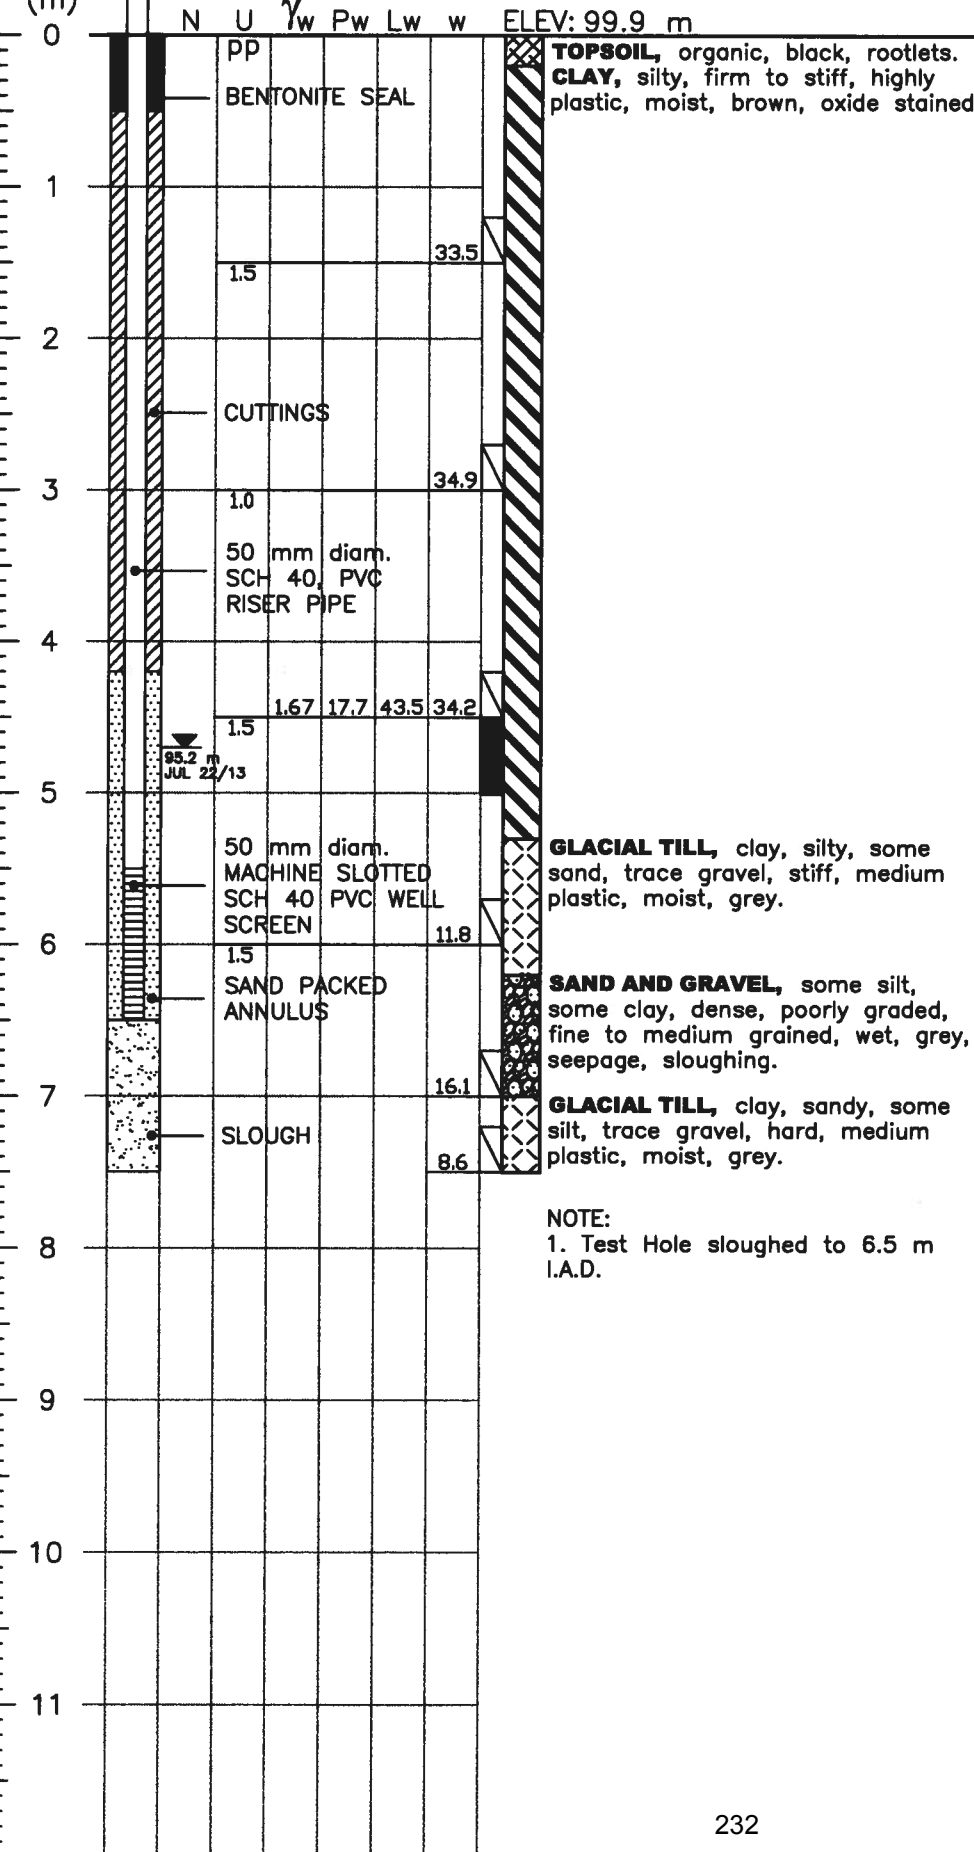 (m)
N U γw Pw Lw w ELEV: 99.9 m
0
PP
TOPSOIL, organic, black, rootlets.
CLAY, silty, firm to stiff, highly
plastic, moist, brown, oxide stained
BENTONITE SEAL
1
33.5
1.5
2
CUTTINGS
34.9
3
1.0
50 mm diam.
SCH 40, PVC
RISER PIPE
4
1.67 17.7 43.5 34.2
1.5
95.2 m
JUL 22/13
5
50 mm diam.
MACHINE SLOTTED
SCH 40 PVC WELL
SCREEN
GLACIAL TILL, clay, silty, some
sand, trace gravel, stiff, medium
plastic, moist, grey.
11.8
6
1.5
SAND PACKED
ANNULUS
SAND AND GRAVEL, some silt,
some clay, dense, poorly graded,
fine to medium grained, wet, grey,
seepage, sloughing.
16.1
7
GLACIAL TILL, clay, sandy, some
silt, trace gravel, hard, medium
plastic, moist, grey.
SLOUGH
8.6
NOTE:
1. Test Hole sloughed to 6.5 m
I.A.D.
8
9
10
11
232